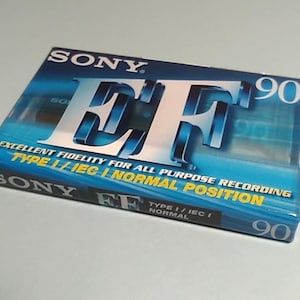 SONY
EF 90
EXCELLENT FIDELITY FOR ALL PURPOSE RECORDING
TYPE I / IEC I NORMAL POSITION
SONY EF TYPE I / IEC I
NORMAL 90